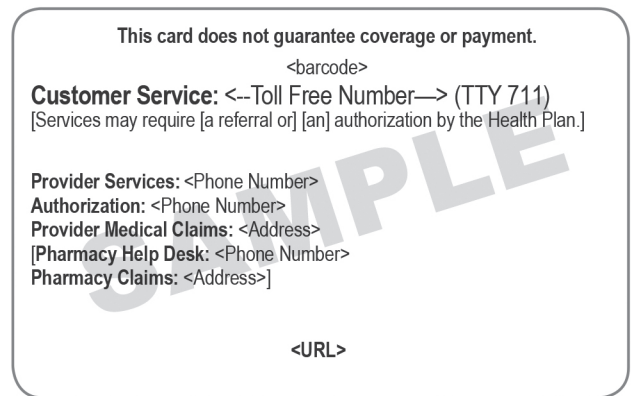 This card does not guarantee coverage or payment.
<barcode>
Customer Service: <--Toll Free Number—> (TTY 711)
[Services may require [a referral or] [an] authorization by the Health Plan.]
Provider Services: <Phone Number>
Authorization: <Phone Number>
Provider Medical Claims: <Address>
[Pharmacy Help Desk: <Phone Number>
Pharmacy Claims: <Address>]
SAMPLE
<URL>